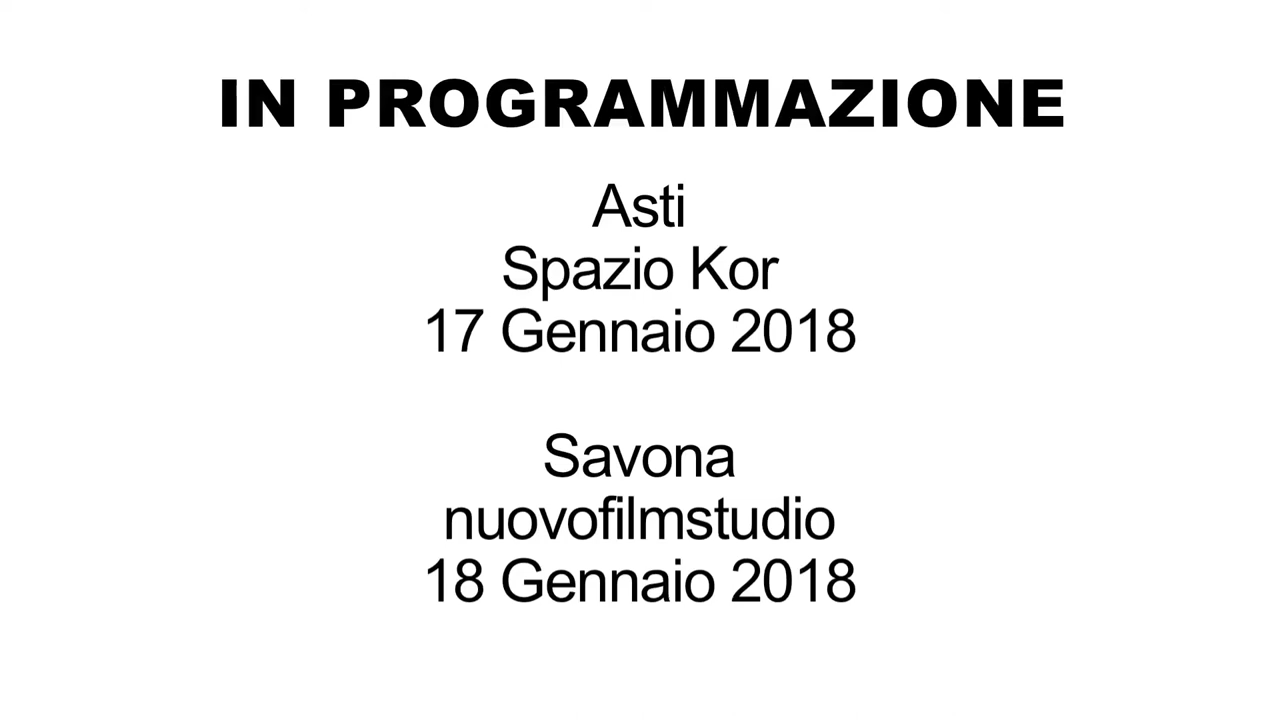 IN PROGRAMMAZIONE
Asti
Spazio Kor
17 Gennaio 2018
Savona
nuovofilmstudio
18 Gennaio 2018